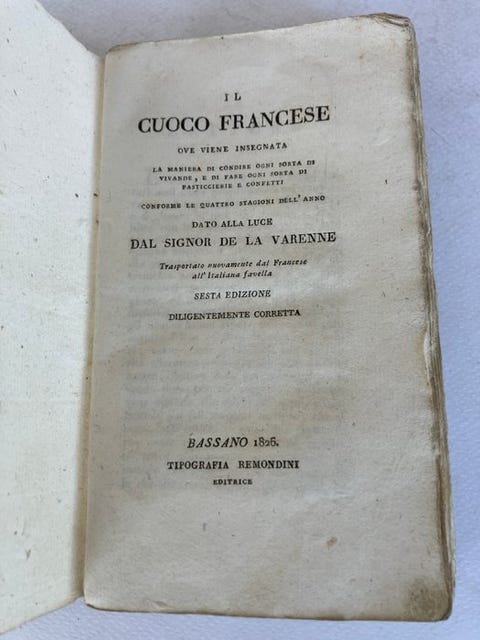 IL
CUOCO FRANCESE
OVE VIENE INSEGNATA
LA MANIERA DI CONDIRE OGNI SORTA DI
VIVANDE, E DI FARE OGNI SORTA DI
PASTICCIERIE E CONFETTI
CONFORME LE QUATTRO STAGIONI DELL'ANNO
DATO ALLA LUCE
DAL SIGNOR DE LA VARENNE
Trasportato nuovamente dal Francese
all'Italiana favella
SESTA EDIZIONE
DILIGENTEMENTE CORRETTA
BASSANO 1826.
TIPOGRAFIA REMONDINI
EDITRICE